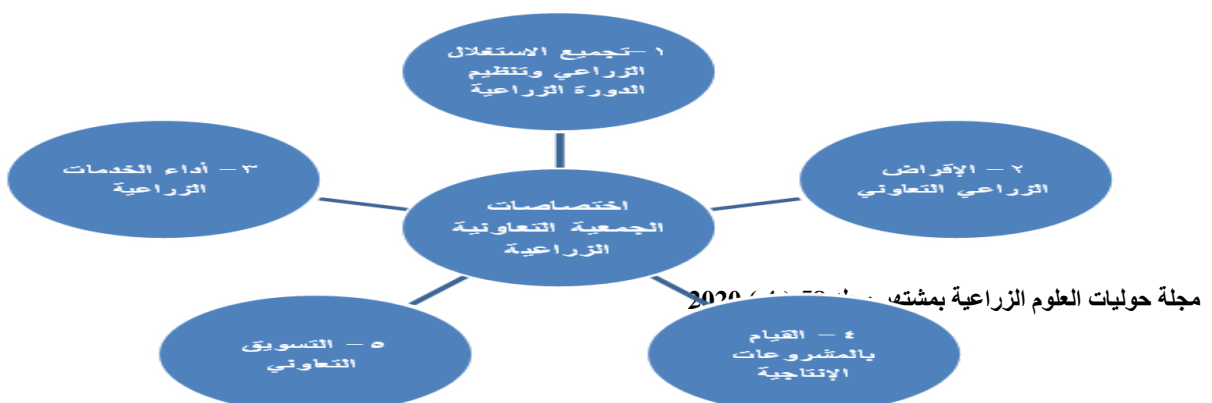 ١ –تجميع الاستغلال
الزراعي وتنظيم
الدورة الزراعية
٢ – الإقراض
الزراعي التعاوني
٣ – أداء الخدمات
الزراعية
اختصاصات
الجمعية التعاونية
الزراعية
٤ – القيام
بالمشروعات
الإنتاجية
٥ – التسويق
التعاوني
مجلة حوليات العلوم الزراعية بمشتهر 2020